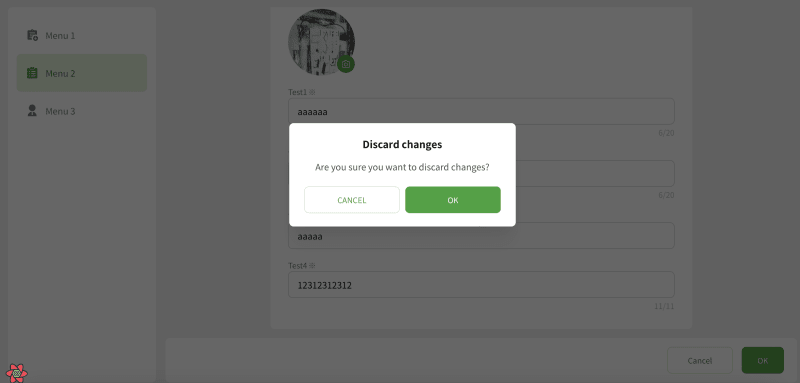 Menu 1
Menu 2
Menu 3
Test1
aaaaaa
6/20
6/20
Discard changes
Are you sure you want to discard changes?
CANCEL
OK
aaaaa
Test4
12312312312
11/11
Cancel
OK